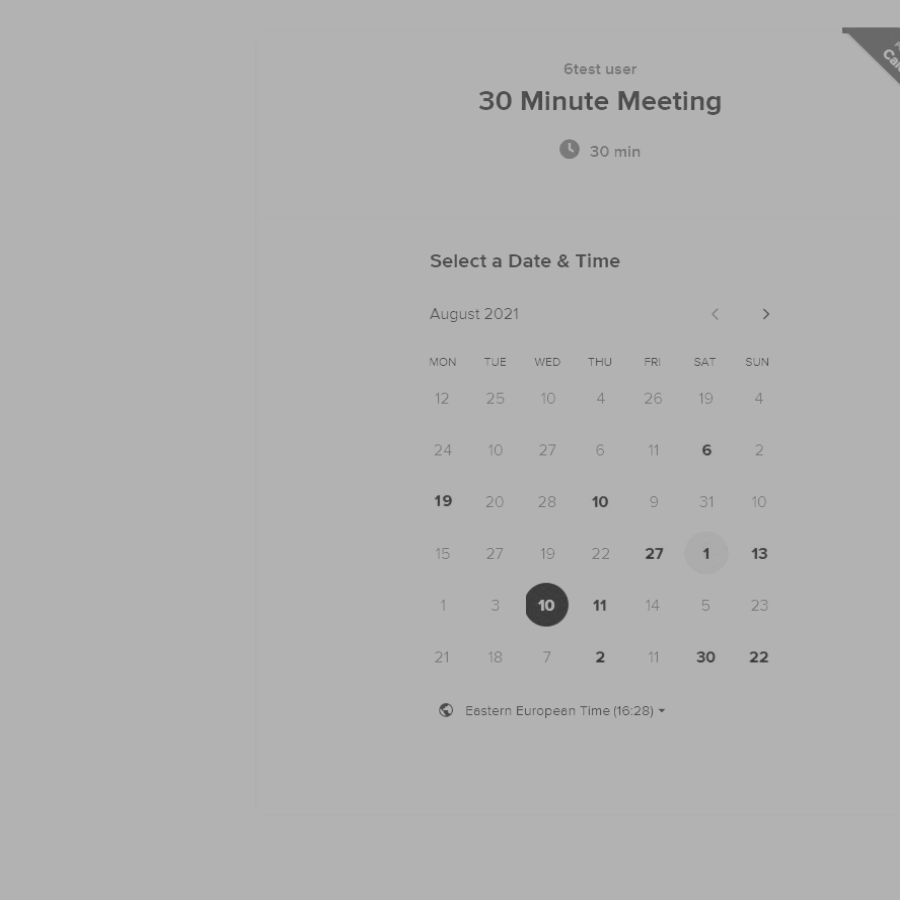 6test user
30 Minute Meeting
30 min
Select a Date & Time
August 2021
MON TUE WED THU FRI SAT SUN
12 25 10 4 26 19 4
24 10 27 6 11 6 2
19 20 28 10 9 31 10
15 27 19 22 27 1 13
1 3 10 11 14 5 23
21 18 7 2 11 30 22
Eastern European Time (16:28)